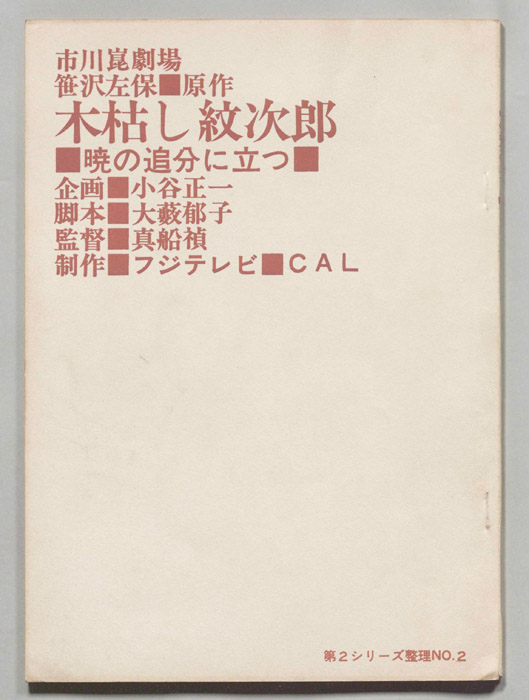 市川崑劇場
笹沢左保■原作
木枯し紋次郎
■暁の追分に立つ■
企画■小谷正一
脚本■大藪郁子
監督■真船禎
制作■フジテレビ■CAL
第2シリーズ整理NO.2